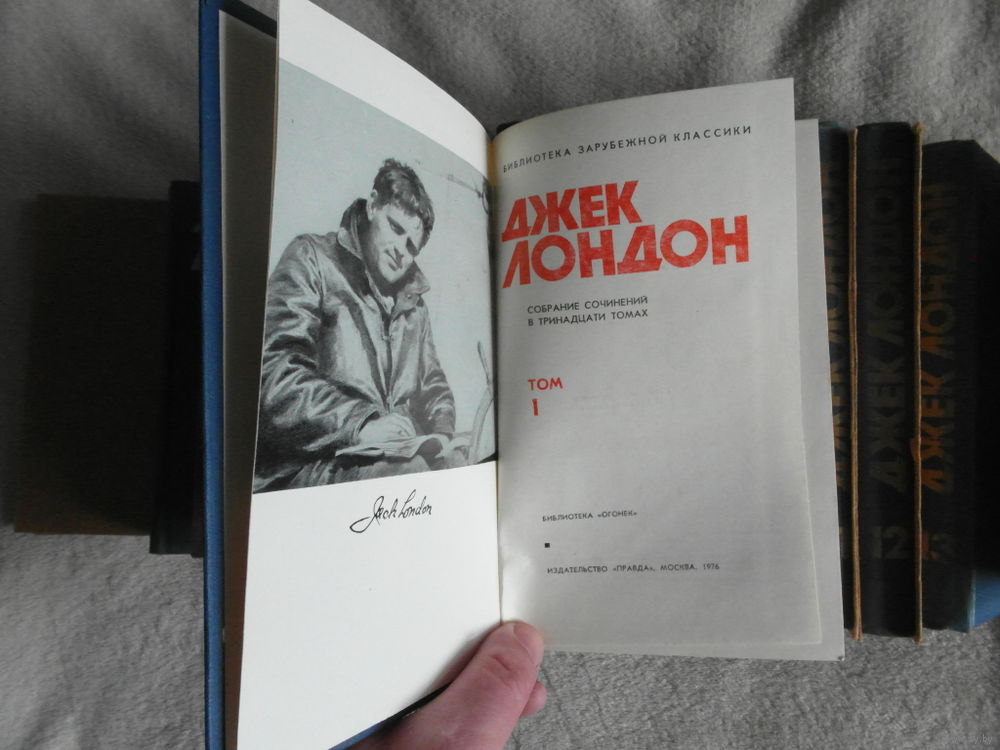 Jack London
БИБЛИОТЕКА ЗАРУБЕЖНОЙ КЛАССИКИ
ДЖЕК
ЛОНДОН
СОБРАНИЕ СОЧИНЕНИЙ
В ТРИНАДЦАТИ ТОМАХ
ТОМ
I
БИБЛИОТЕКА «ОГОНЕК»
ИЗДАТЕЛЬСТВО «ПРАВДА», МОСКВА, 1976
ДЖЕК ЛОНДОН
12
ДЖЕК ЛОНДОН
13